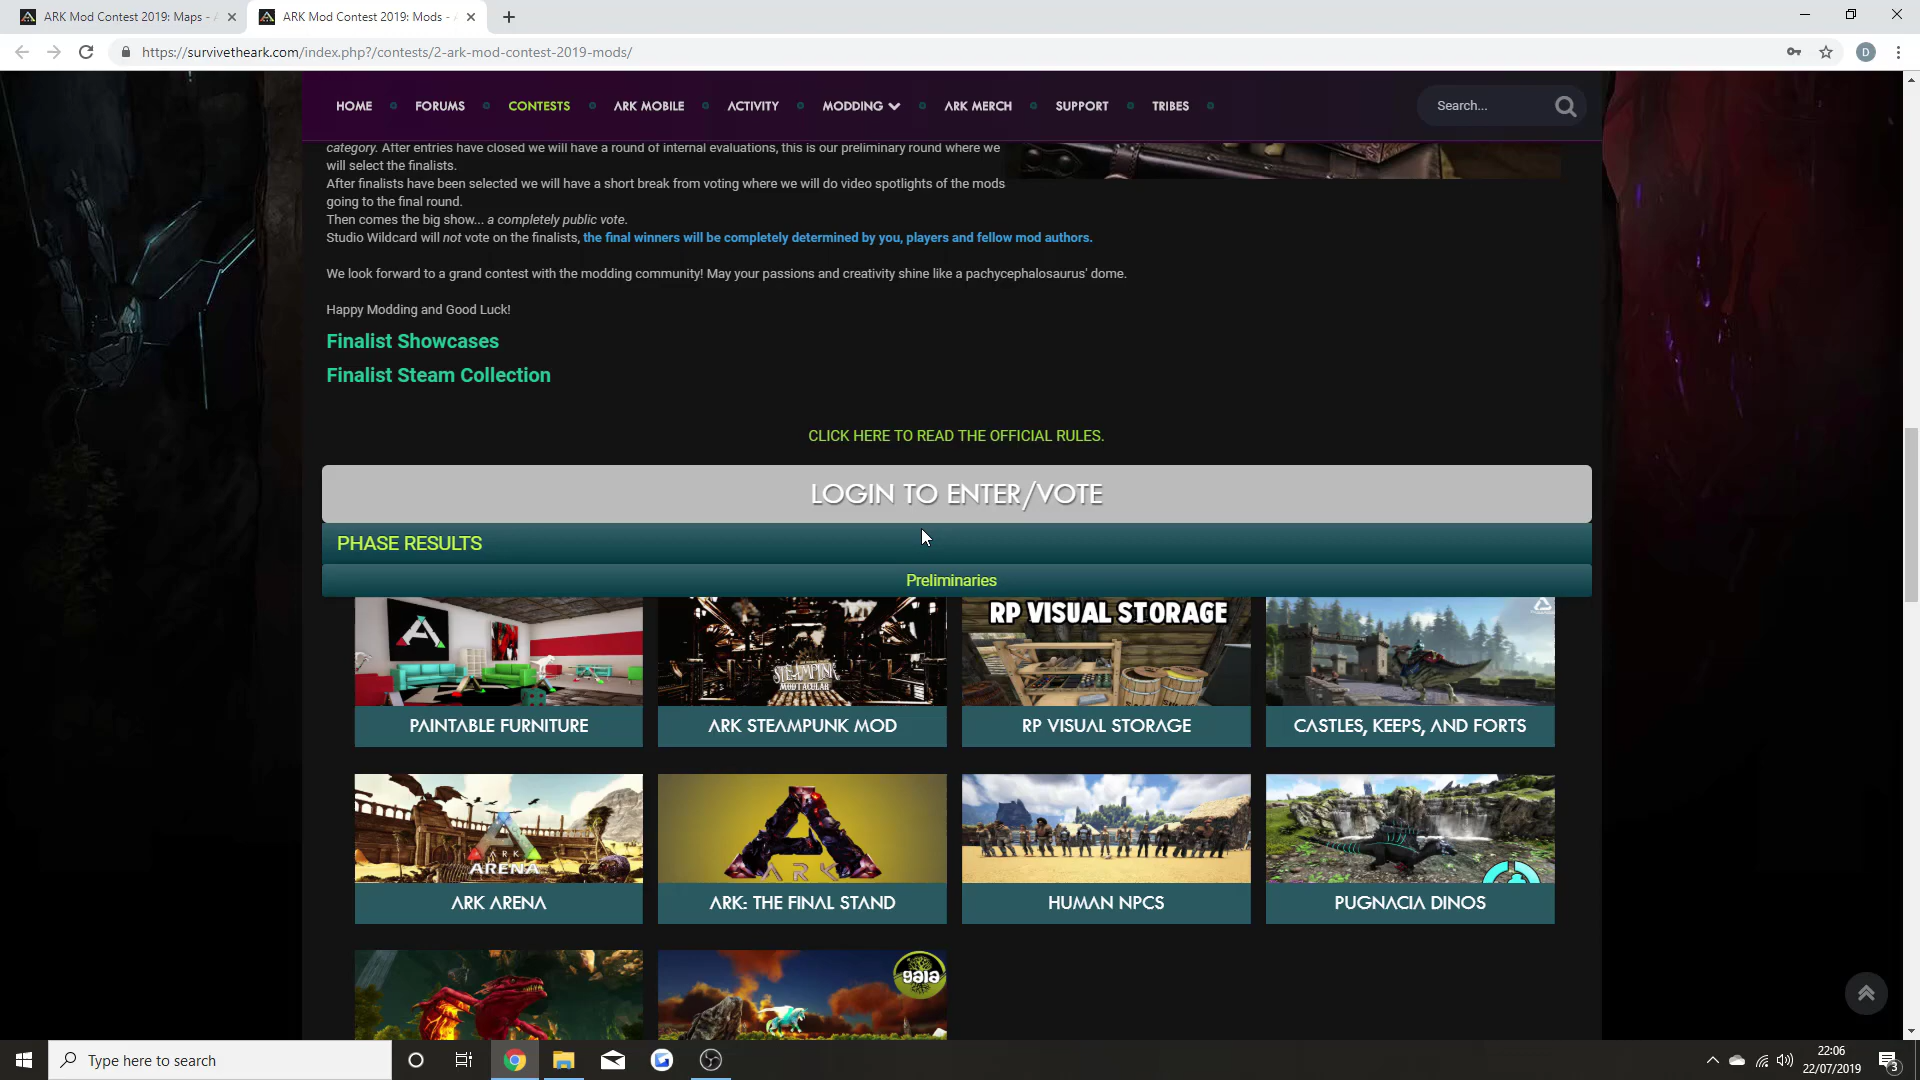 ARK Mod Contest 2019: Maps -
ARK Mod Contest 2019: Mods -
https://survivetheark.com/index.php?/contests/2-ark-mod-contest-2019-mods/
D
HOME FORUMS CONTESTS ARK MOBILE ACTIVITY MODDING ARK MERCH SUPPORT TRIBES Search...
category. After entries have closed we will have a round of internal evaluations, this is our preliminary round where we
will select the finalists.
After finalists have been selected we will have a short break from voting where we will do video spotlights of the mods
going to the final round.
Then comes the big show... a completely public vote.
Studio Wildcard will not vote on the finalists, the final winners will be completely determined by you, players and fellow mod authors.
We look forward to a grand contest with the modding community! May your passions and creativity shine like a pachycephalosaurus' dome.
Happy Modding and Good Luck!
Finalist Showcases
Finalist Steam Collection
CLICK HERE TO READ THE OFFICIAL RULES.
LOGIN TO ENTER/VOTE
PHASE RESULTS
Preliminaries
STEAMPUNK
MODTACULAR
RP VISUAL STORAGE
PAINTABLE FURNITURE
ARK STEAMPUNK MOD
RP VISUAL STORAGE
CASTLES, KEEPS, AND FORTS
ARK
ARENA
ARK
ARK ARENA
ARK: THE FINAL STAND
HUMAN NPCS
PUGNACIA DINOS
gaia
Type here to search
22:06
22/07/2019
3